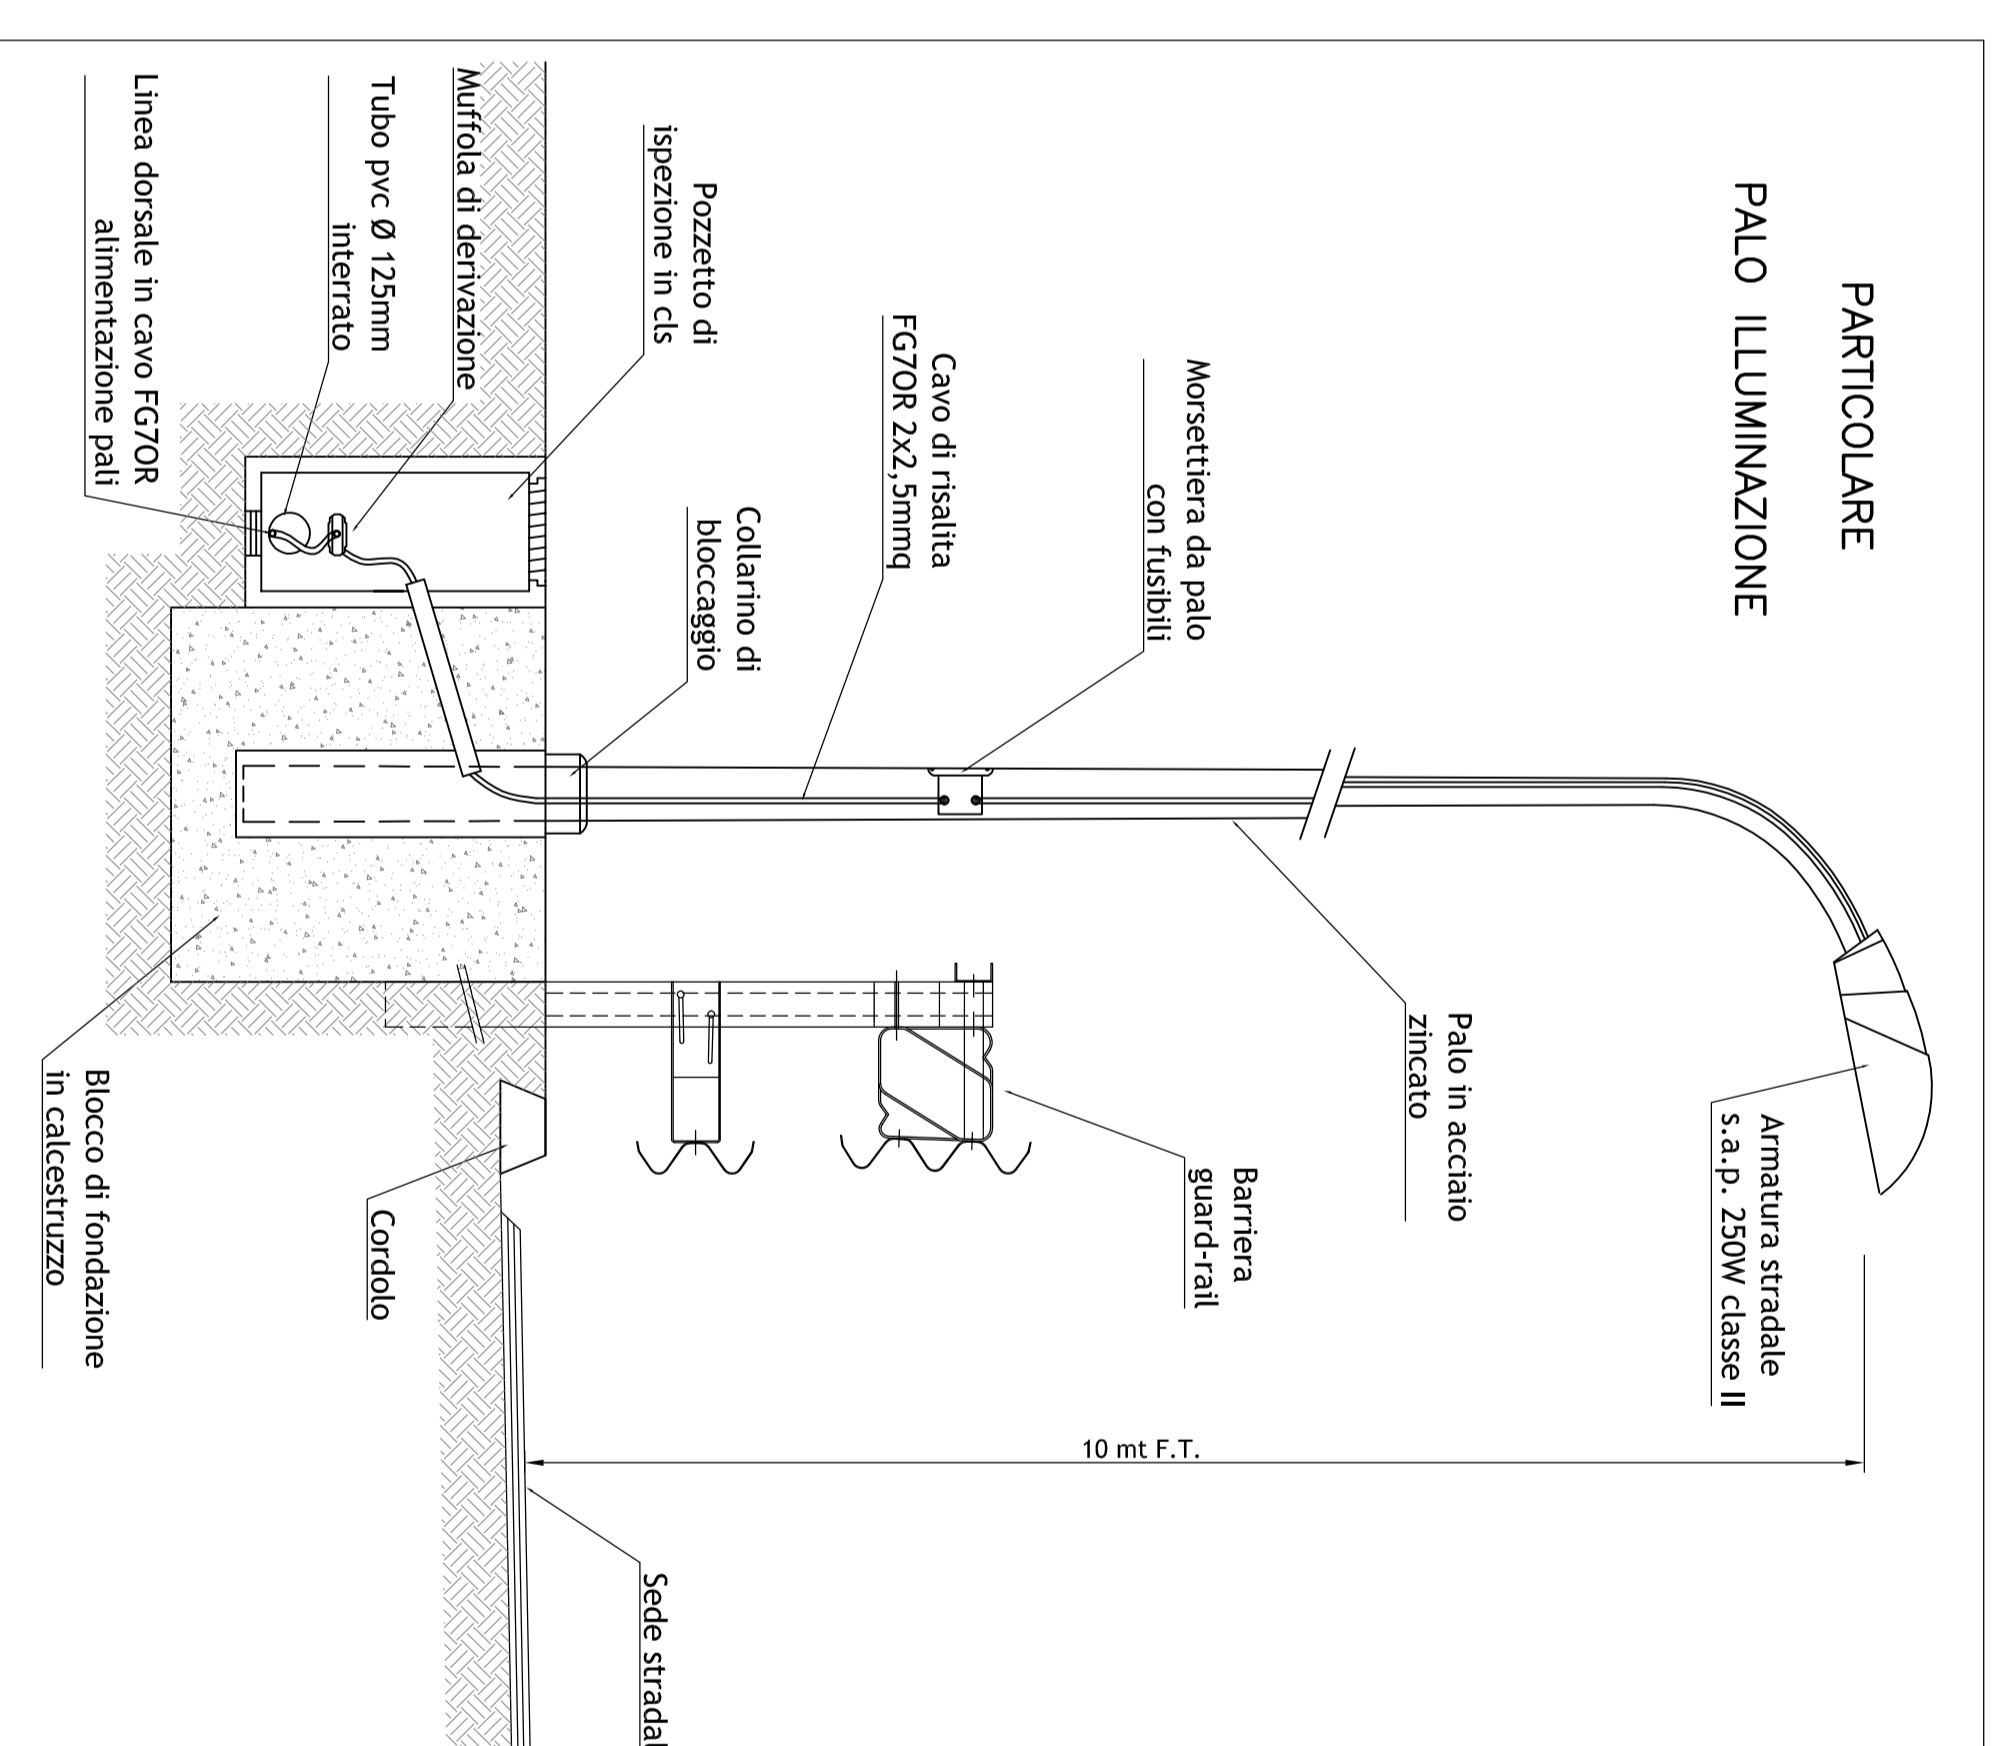 PARTICOLARE
PALO ILLUMINAZIONE
Armatura stradale
s.a.p. 250W classe II
Palo in acciaio
zincato
Barriera
guard-rail
Morsettiera da palo
con fusibili
Cavo di risalita
FG7OR 2x2,5mmq
Collarino di
bloccaggio
Pozzetto di
ispezione in cls
Muffola di derivazione
Tubo pvc Ø 125mm
interrato
Linea dorsale in cavo FG7OR
alimentazione pali
10 mt F.T.
Sede stradal
Cordolo
Blocco di fondazione
in calcestruzzo